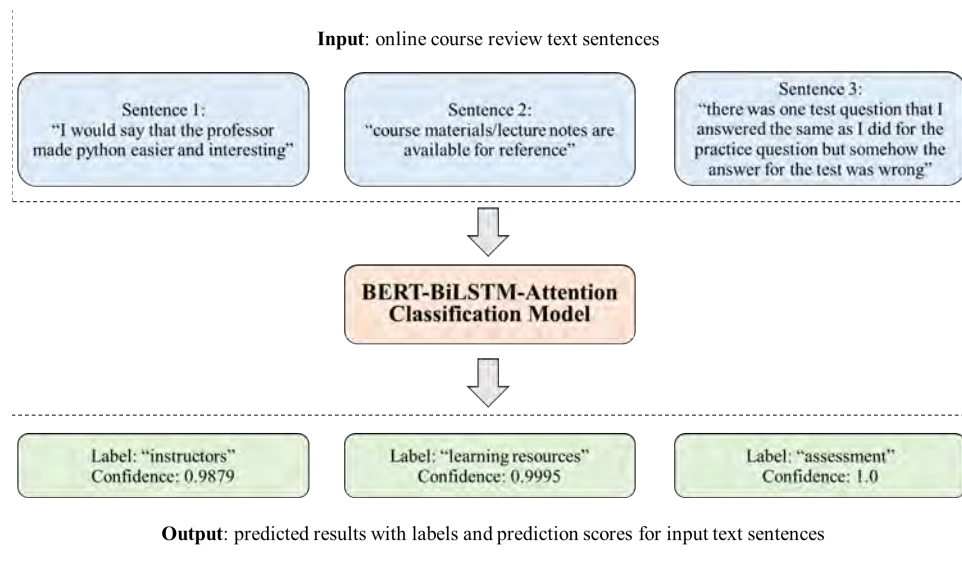 Input: online course review text sentences
Sentence 1:
“I would say that the professor
made python easier and interesting”
Sentence 2:
“course materials/lecture notes are
available for reference”
Sentence 3:
“there was one test question that I
answered the same as I did for the
practice question but somehow the
answer for the test was wrong”
BERT-BiLSTM-Attention
Classification Model
Label: “instructors”
Confidence: 0.9879
Label: “learning resources”
Confidence: 0.9995
Label: “assessment”
Confidence: 1.0
Output: predicted results with labels and prediction scores for input text sentences